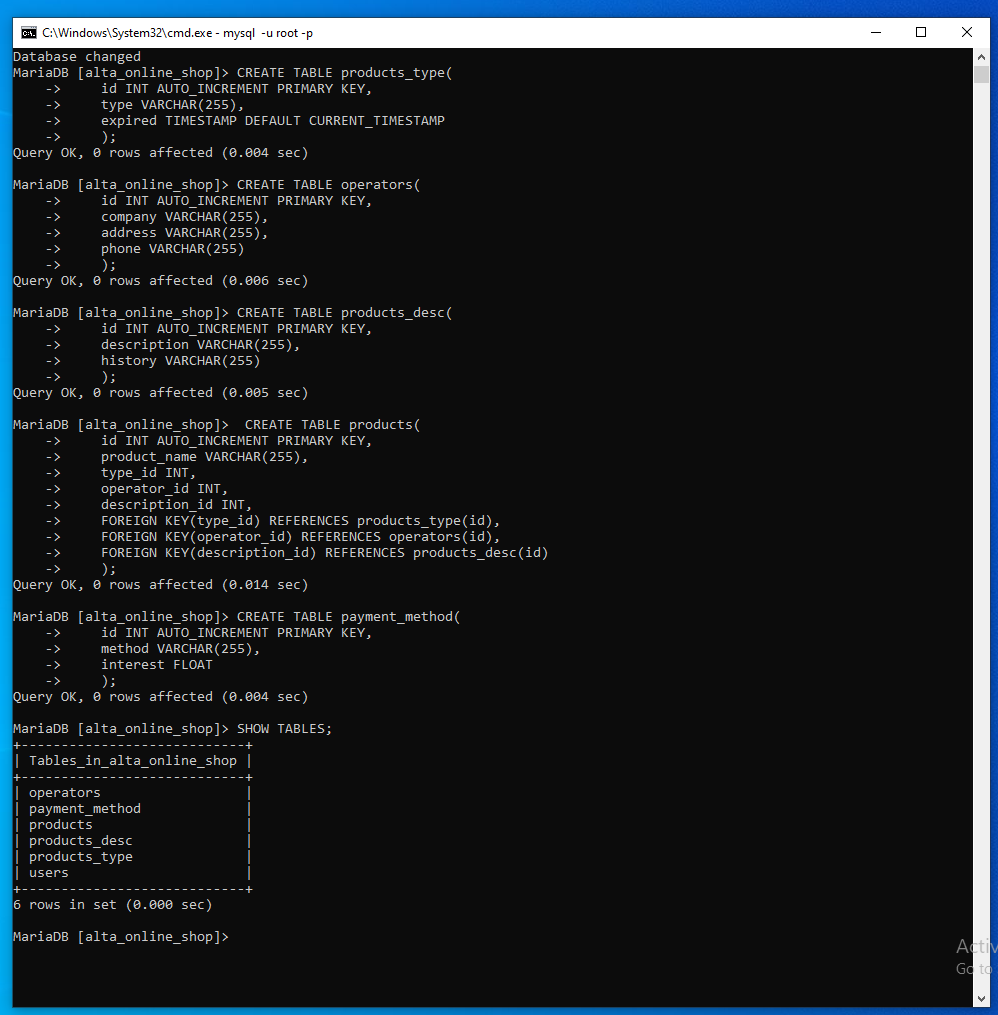 C:\Windows\System32\cmd.exe - mysql  -u root -p
Database changed
MariaDB [alta_online_shop]> CREATE TABLE products_type(
    ->     id INT AUTO_INCREMENT PRIMARY KEY,
    ->     type VARCHAR(255),
    ->     expired TIMESTAMP DEFAULT CURRENT_TIMESTAMP
    ->     );
Query OK, 0 rows affected (0.004 sec)

MariaDB [alta_online_shop]> CREATE TABLE operators(
    ->     id INT AUTO_INCREMENT PRIMARY KEY,
    ->     company VARCHAR(255),
    ->     address VARCHAR(255),
    ->     phone VARCHAR(255)
    ->     );
Query OK, 0 rows affected (0.006 sec)

MariaDB [alta_online_shop]> CREATE TABLE products_desc(
    ->     id INT AUTO_INCREMENT PRIMARY KEY,
    ->     description VARCHAR(255),
    ->     history VARCHAR(255)
    ->     );
Query OK, 0 rows affected (0.005 sec)

MariaDB [alta_online_shop]>  CREATE TABLE products(
    ->     id INT AUTO_INCREMENT PRIMARY KEY,
    ->     product_name VARCHAR(255),
    ->     type_id INT,
    ->     operator_id INT,
    ->     description_id INT,
    ->     FOREIGN KEY(type_id) REFERENCES products_type(id),
    ->     FOREIGN KEY(operator_id) REFERENCES operators(id),
    ->     FOREIGN KEY(description_id) REFERENCES products_desc(id)
    ->     );
Query OK, 0 rows affected (0.014 sec)

MariaDB [alta_online_shop]> CREATE TABLE payment_method(
    ->     id INT AUTO_INCREMENT PRIMARY KEY,
    ->     method VARCHAR(255),
    ->     interest FLOAT
    ->     );
Query OK, 0 rows affected (0.004 sec)

MariaDB [alta_online_shop]> SHOW TABLES;
+----------------------------+
| Tables_in_alta_online_shop |
+----------------------------+
| operators                  |
| payment_method             |
| products                   |
| products_desc              |
| products_type              |
| users                      |
+----------------------------+
6 rows in set (0.000 sec)

MariaDB [alta_online_shop]>
Activ
Go to